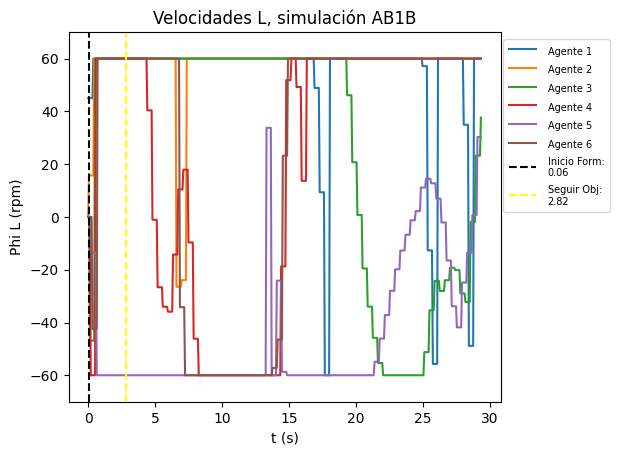 Velocidades L, simulación AB1B
60
40
20
0
−20
−40
−60
Phi L (rpm)
0
5
10
15
20
25
30
t (s)
Agente 1
Agente 2
Agente 3
Agente 4
Agente 5
Agente 6
Inicio Form:
0.06
Seguir Obj:
2.82